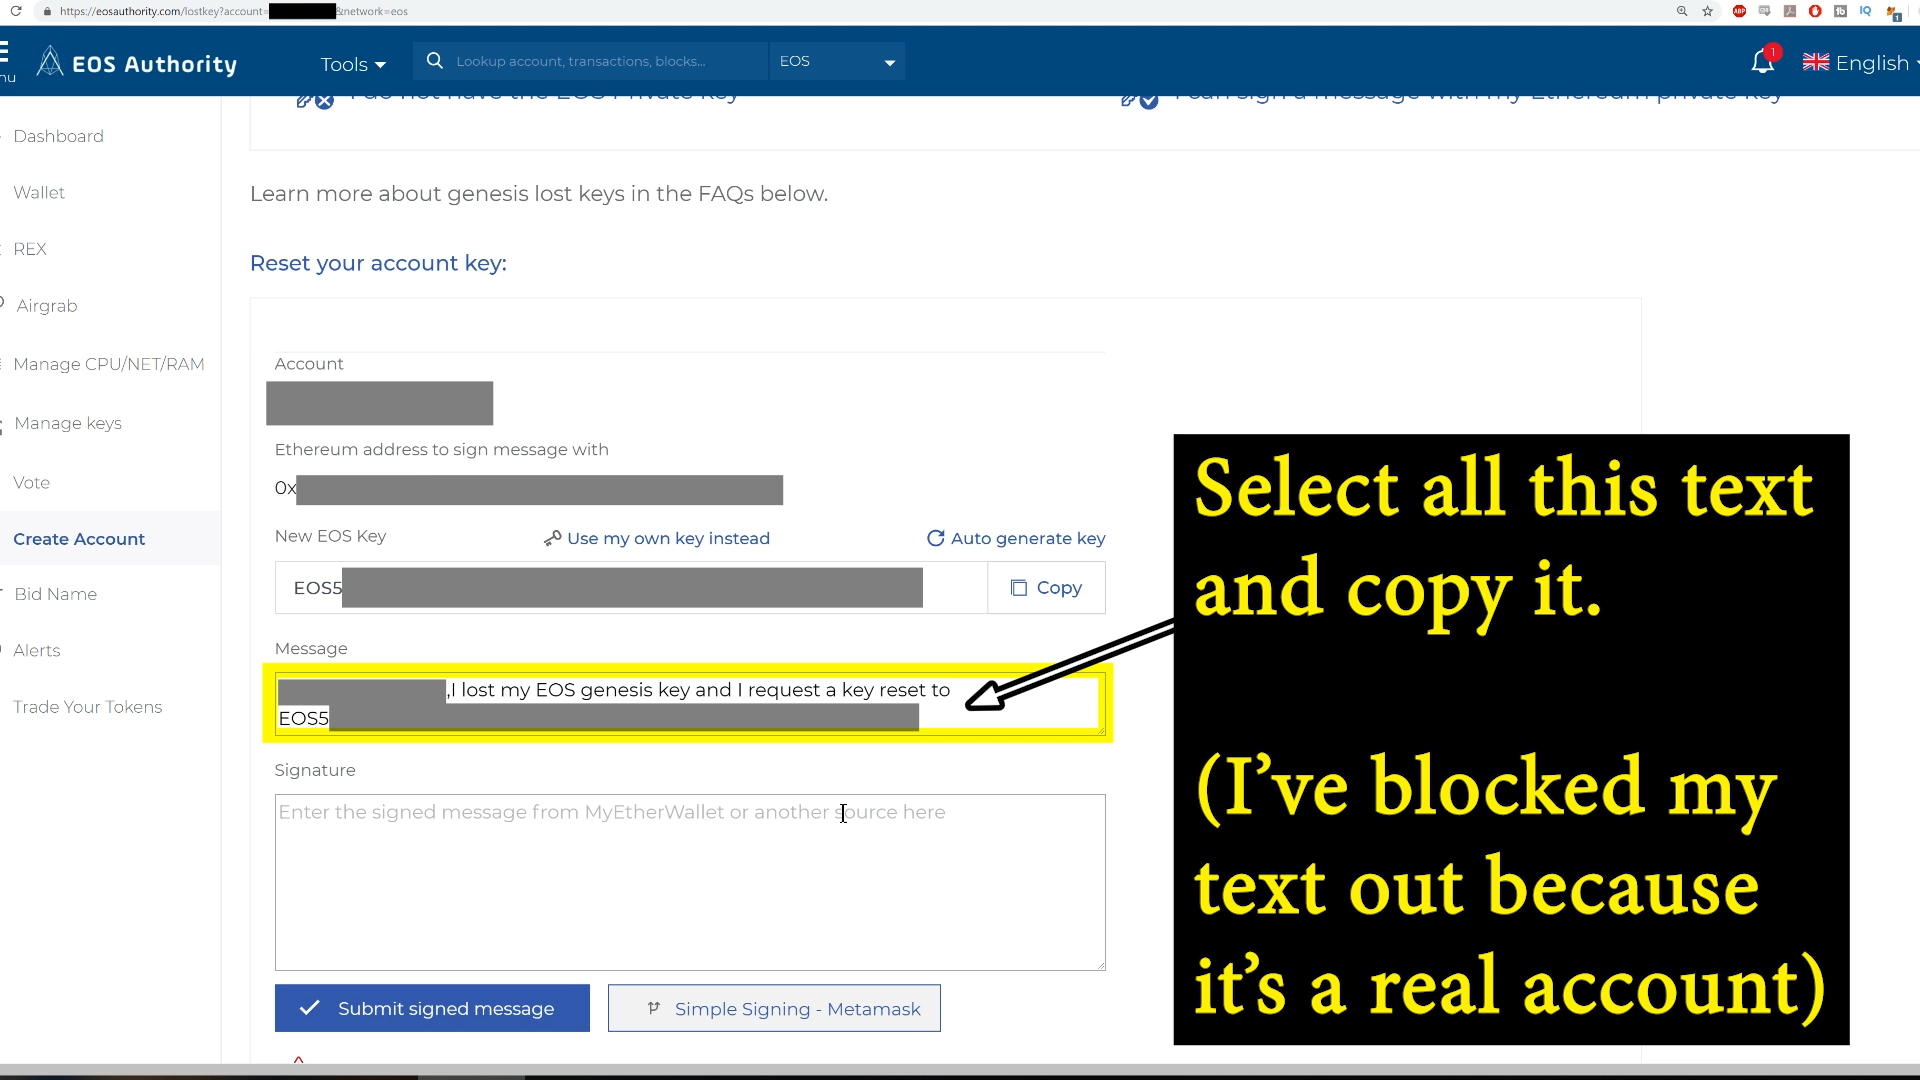 https://eosauthority.com/lostkey?account=
&network=eos
EOS Authority
Tools
Lookup account, transactions, blocks...
EOS
1
English
I do not have the EOS Private key
I can sign a message with my Ethereum private key
Dashboard
Wallet
REX
Airgrab
Manage CPU/NET/RAM
Manage keys
Vote
Create Account
Bid Name
Alerts
Trade Your Tokens
Learn more about genesis lost keys in the FAQs below.
Reset your account key:
Account
Ethereum address to sign message with
0x
New EOS Key
Use my own key instead
Auto generate key
EOS5
Copy
Message
,I lost my EOS genesis key and I request a key reset to
EOS5
Signature
Enter the signed message from MyEtherWallet or another source here
Submit signed message
Simple Signing - Metamask
Select all this text
and copy it.
(I've blocked my
text out because
it's a real account)